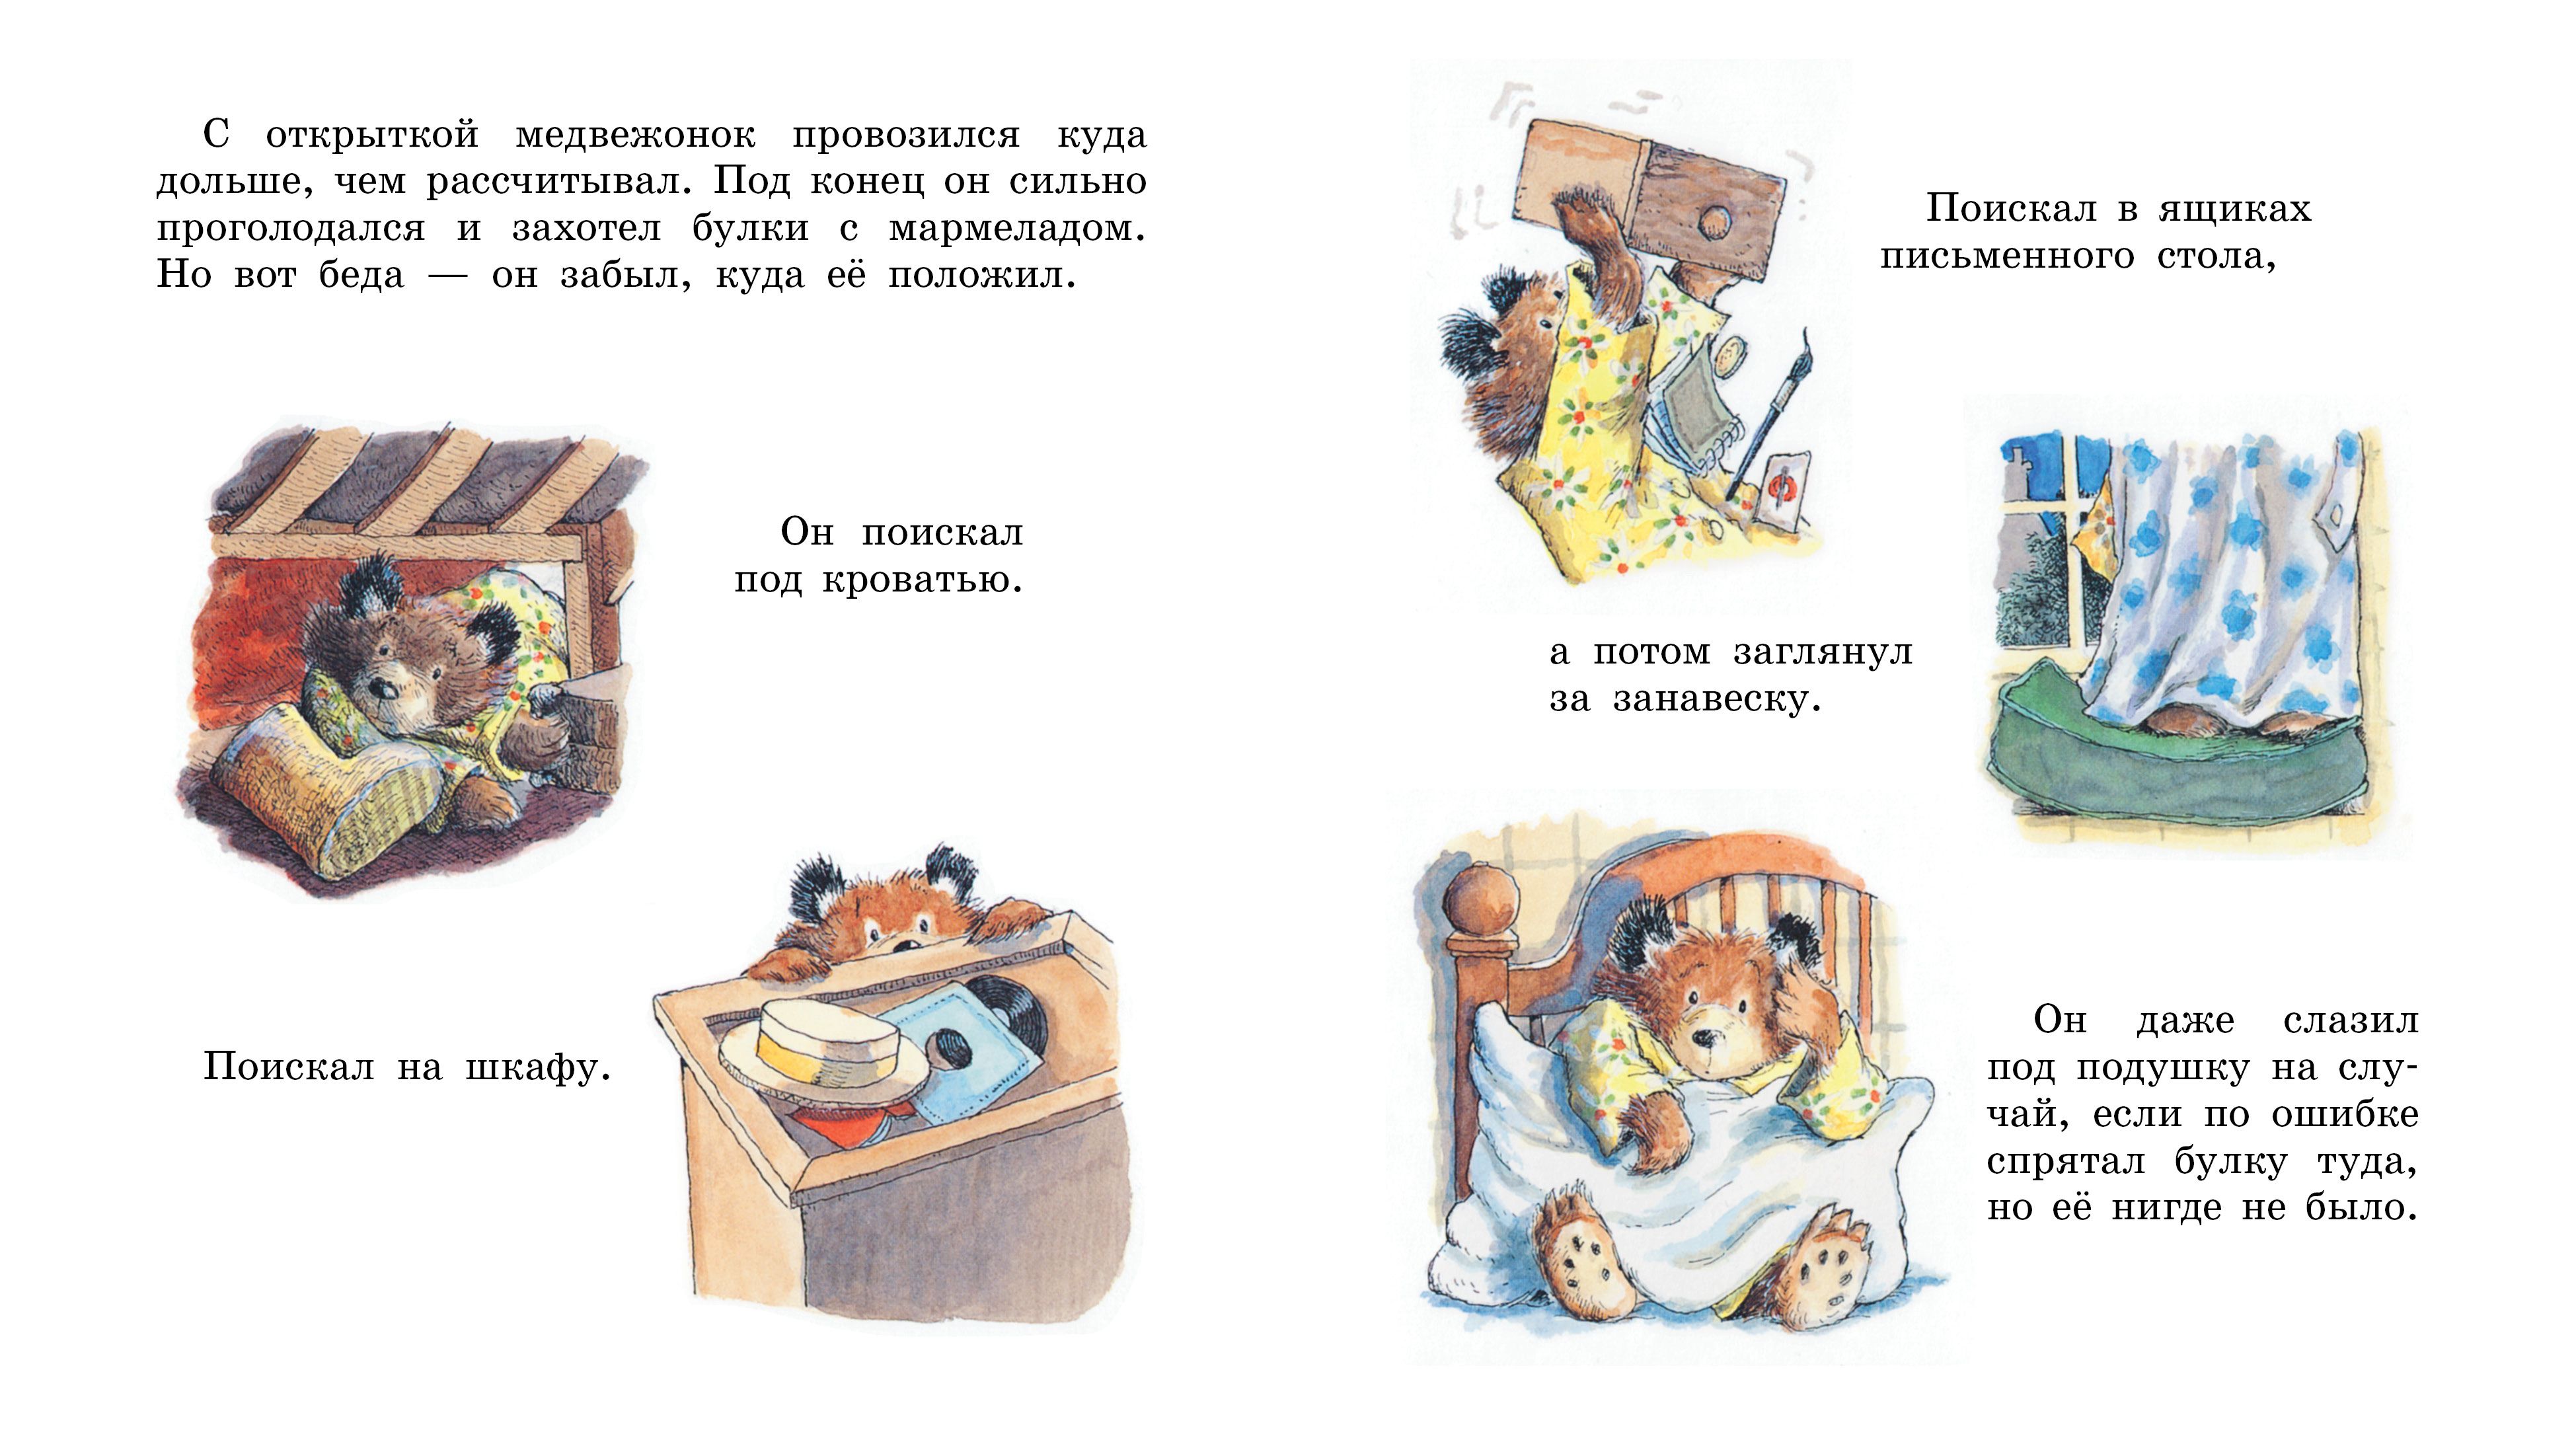 С открыткой медвежонок провозился куда
дольше, чем рассчитывал. Под конец он сильно
проголодался и захотел булки с мармеладом.
Но вот беда — он забыл, куда её положил.
Он поискал
под кроватью.
Поискал на шкафу.
Поискал в ящиках
письменного стола,
а потом заглянул
за занавеску.
Он даже слазил
под подушку на слу-
чай, если по ошибке
спрятал булку туда,
но её нигде не было.